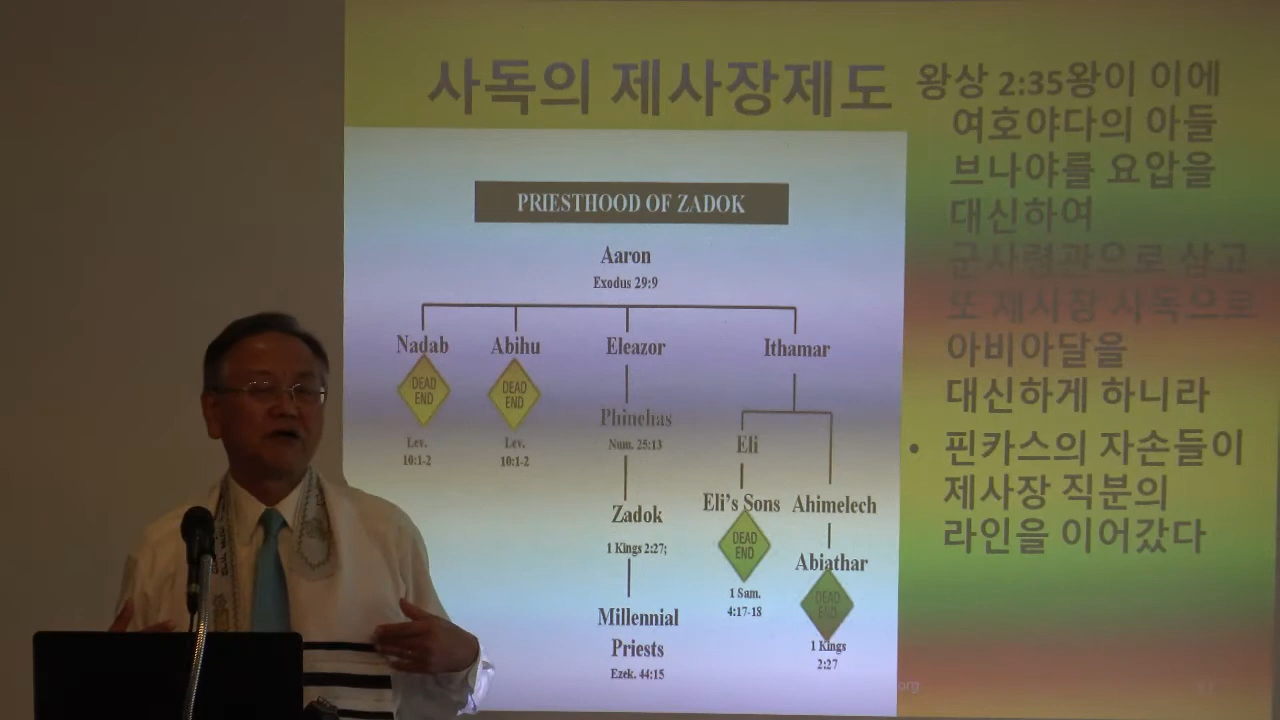 사독의 제사장제도
PRIESTHOOD OF ZADOK
Aaron
Exodus 29:9
Nadab Abihu Eleazor Ithamar
DEAD
END
DEAD
END
Lev.
10:1-2
Lev.
10:1-2
Phinehas
Num. 25:13
Eli
Zadok
1 Kings 2:27;
Eli's Sons Ahimelech
DEAD
END
1 Sam.
4:17-18
Abiathar
DEAD
END
1 Kings
2:27
Millennial
Priests
Ezek. 44:15
왕상 2:35왕이 이에
여호야다의 아들
브나야를 요압을
대신하여
군사령관으로 삼고
또 제사장 사독으로
아비아달을
대신하게 하니라
• 핀카스의 자손들이
제사장 직분의
라인을 이어갔다
org